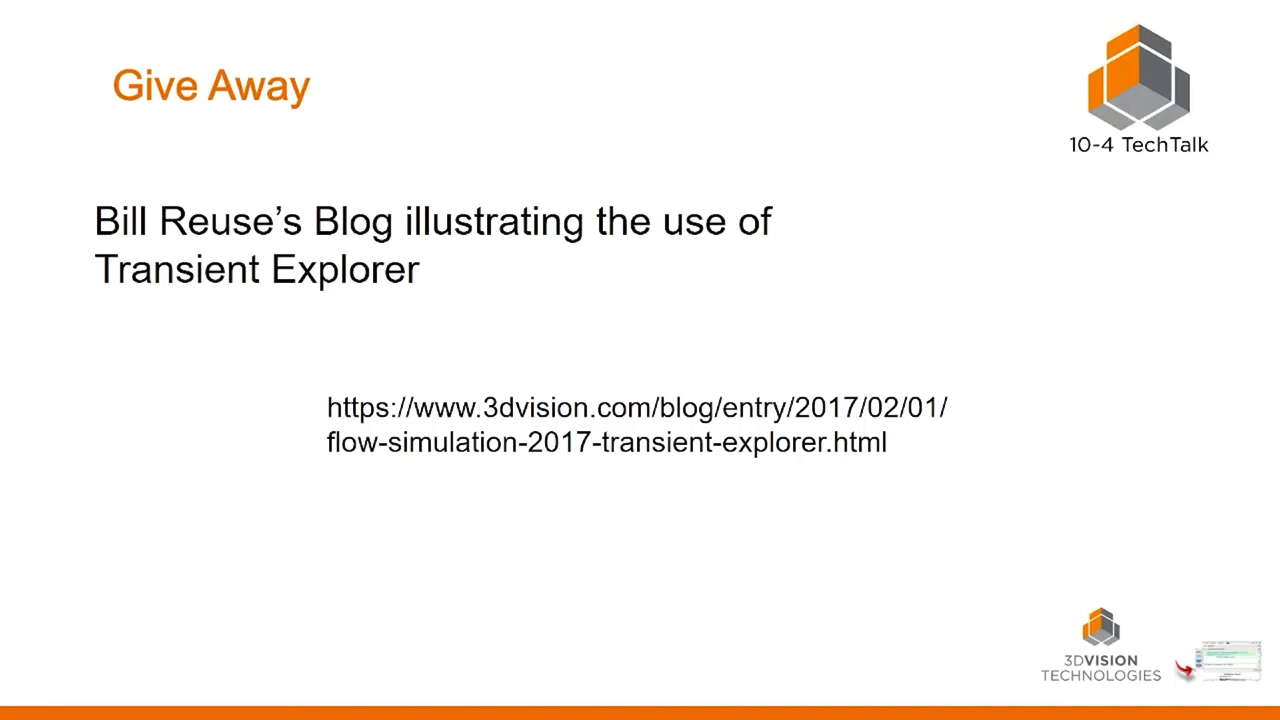 Give Away
10-4 TechTalk
Bill Reuse’s Blog illustrating the use of
Transient Explorer
https://www.3dvision.com/blog/entry/2017/02/01/
flow-simulation-2017-transient-explorer.html
3DVISION
TECHNOLOGIES